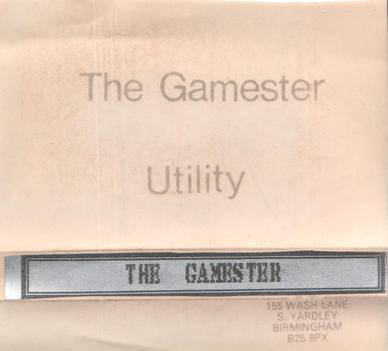 The Gamester
Utility
THE GAMESTER
155 WASH LANE
S. YARDLEY
BIRMINGHAM
B25 8PX